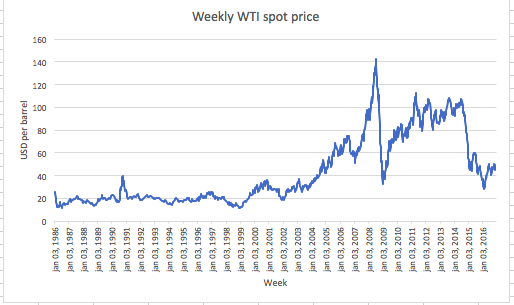 Weekly WTI spot price
160
140
120
100
80
60
40
20
0
USD per barrel
jan 03, 1986
jan 03, 1987
jan 03, 1988
jan 03, 1989
jan 03, 1990
jan 03, 1991
jan 03, 1992
jan 03, 1993
jan 03, 1994
jan 03, 1995
jan 03, 1996
jan 03, 1997
jan 03, 1998
jan 03, 1999
jan 03, 2000
jan 03, 2001
jan 03, 2002
jan 03, 2003
jan 03, 2004
jan 03, 2005
jan 03, 2006
jan 03, 2007
jan 03, 2008
jan 03, 2009
jan 03, 2010
jan 03, 2011
jan 03, 2012
jan 03, 2013
jan 03, 2014
jan 03, 2015
jan 03, 2016
Week